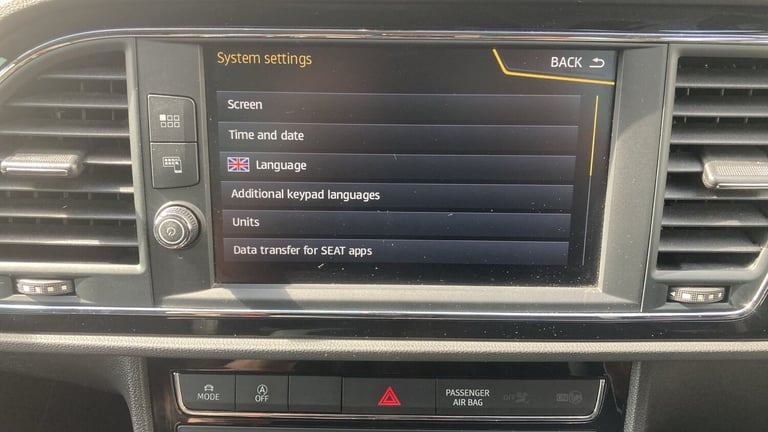 System settings
BACK
Screen
Time and date
Language
Additional keypad languages
Units
Data transfer for SEAT apps
MODE
A
OFF
PASSENGER
AIR BAG
OFF